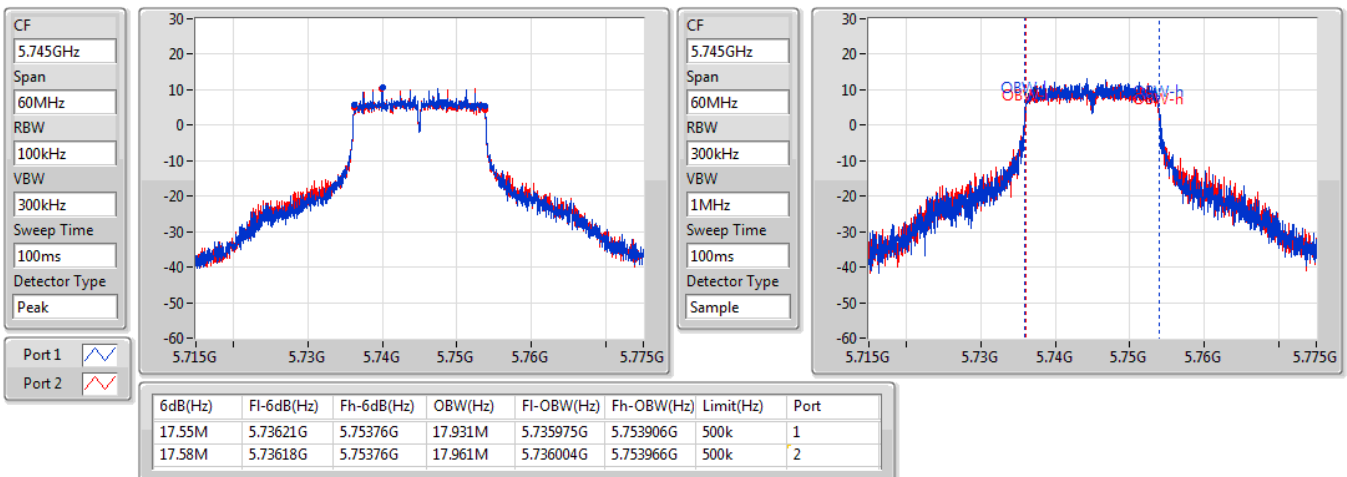 CF
5.745GHz
Span
60MHz
RBW
100kHz
VBW
300kHz
Sweep Time
100ms
Detector Type
Peak
Port 1
Port 2
30
20
10
0
-10
-20
-30
-40
-50
-60
5.715G 5.73G 5.74G 5.75G 5.76G 5.775G
CF
5.745GHz
Span
60MHz
RBW
300kHz
VBW
1MHz
Sweep Time
100ms
Detector Type
Sample
30
20
10
0
-10
-20
-30
-40
-50
-60
5.715G 5.73G 5.74G 5.75G 5.76G 5.775G
6dB(Hz) Fl-6dB(Hz) Fh-6dB(Hz) OBW(Hz) Fl-OBW(Hz) Fh-OBW(Hz) Limit(Hz) Port
17.55M 5.73621G 5.75376G 17.931M 5.735975G 5.753906G 500k 1
17.58M 5.73618G 5.75376G 17.961M 5.736004G 5.753966G 500k 2